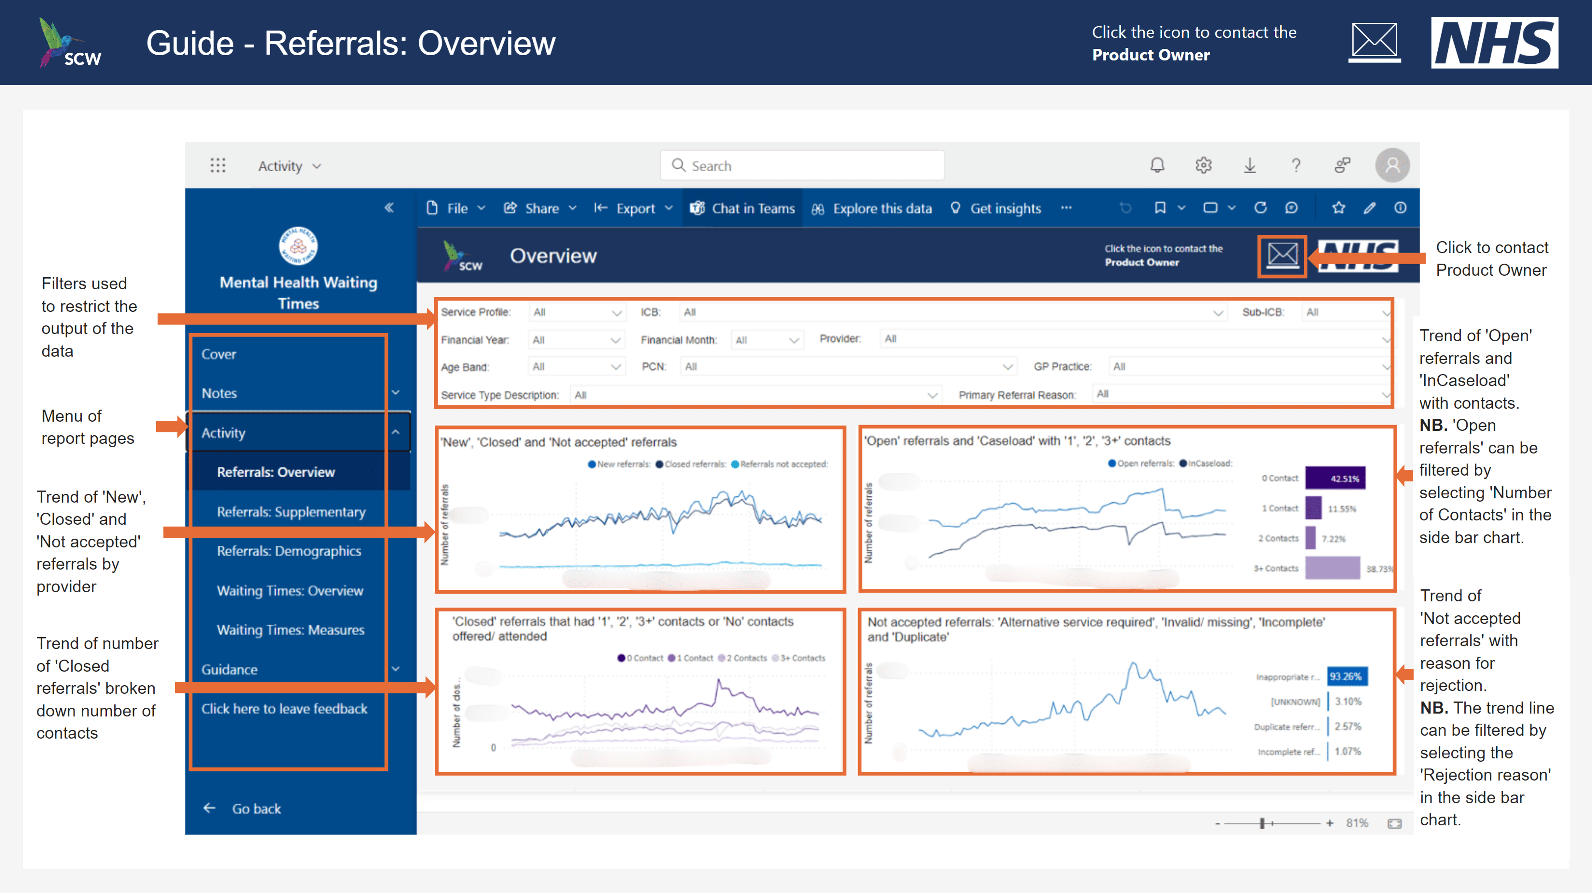 SCW
Guide - Referrals: Overview
Click the icon to contact the
Product Owner
NHS
Activity
Search
File
Share
Export
Chat in Teams
Explore this data
Get insights
MENTAL HEALTH
WAITING TIMES
Mental Health Waiting
Times
SCW
Overview
Click the icon to contact the
Product Owner
NHS
Click to contact
Product Owner
Filters used
to restrict the
output of the
data
Service Profile: All
ICB: All
Sub-ICB: All
Financial Year: All
Financial Month: All
Provider: All
Age Band: All
PCN: All
GP Practice: All
Service Type Description: All
Primary Referral Reason: All
Cover
Notes
Activity
Referrals: Overview
Referrals: Supplementary
Referrals: Demographics
Waiting Times: Overview
Waiting Times: Measures
Guidance
Click here to leave feedback
Go back
Menu of
report pages
Trend of 'New',
'Closed' and
'Not accepted'
referrals by
provider
Trend of number
of 'Closed
referrals' broken
down number of
contacts
'New', 'Closed' and 'Not accepted' referrals
New referrals: Closed referrals: Referrals not accepted:
Number of referrals
'Open' referrals and 'Caseload' with '1', '2', '3+' contacts
Open referrals: InCaseload:
Number of referrals
0 Contact 42.51%
1 Contact 11.55%
2 Contacts 7.22%
3+ Contacts 38.73%
Trend of 'Open'
referrals and
'InCaseload'
with contacts.
NB. 'Open
referrals' can be
filtered by
selecting 'Number
of Contacts' in the
side bar chart.
'Closed' referrals that had '1', '2', '3+' contacts or 'No' contacts
offered/ attended
0 Contact 1 Contact 2 Contacts 3+ Contacts
Number of dos...
0
Not accepted referrals: 'Alternative service required', 'Invalid/ missing', 'Incomplete'
and 'Duplicate'
Number of referrals
Inappropriate r... 93.26%
[UNKNOWN] 3.10%
Duplicate referr... 2.57%
Incomplete ref... 1.07%
Trend of
'Not accepted
referrals' with
reason for
rejection.
NB. The trend line
can be filtered by
selecting the
'Rejection reason'
in the side bar
chart.
- + 81%